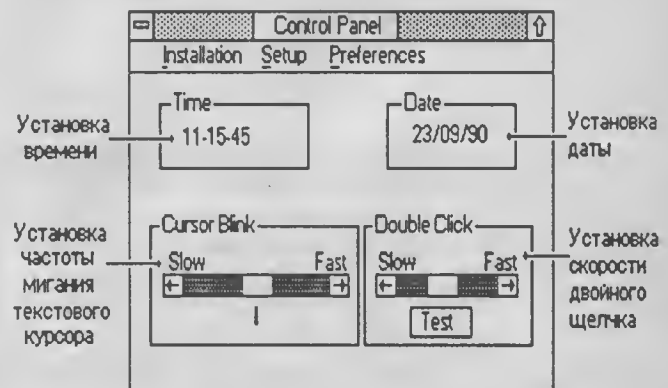 Control Panel
Installation Setup Preferences
Time
11-15-45
Date
23/09/90
Установка
времени
Установка
даты
Cursor Blink
Slow Fast
Double Click
Slow Fast
Test
Установка
частоты
мигания
текстового
курсора
Установка
скорости
двойного
щелчка